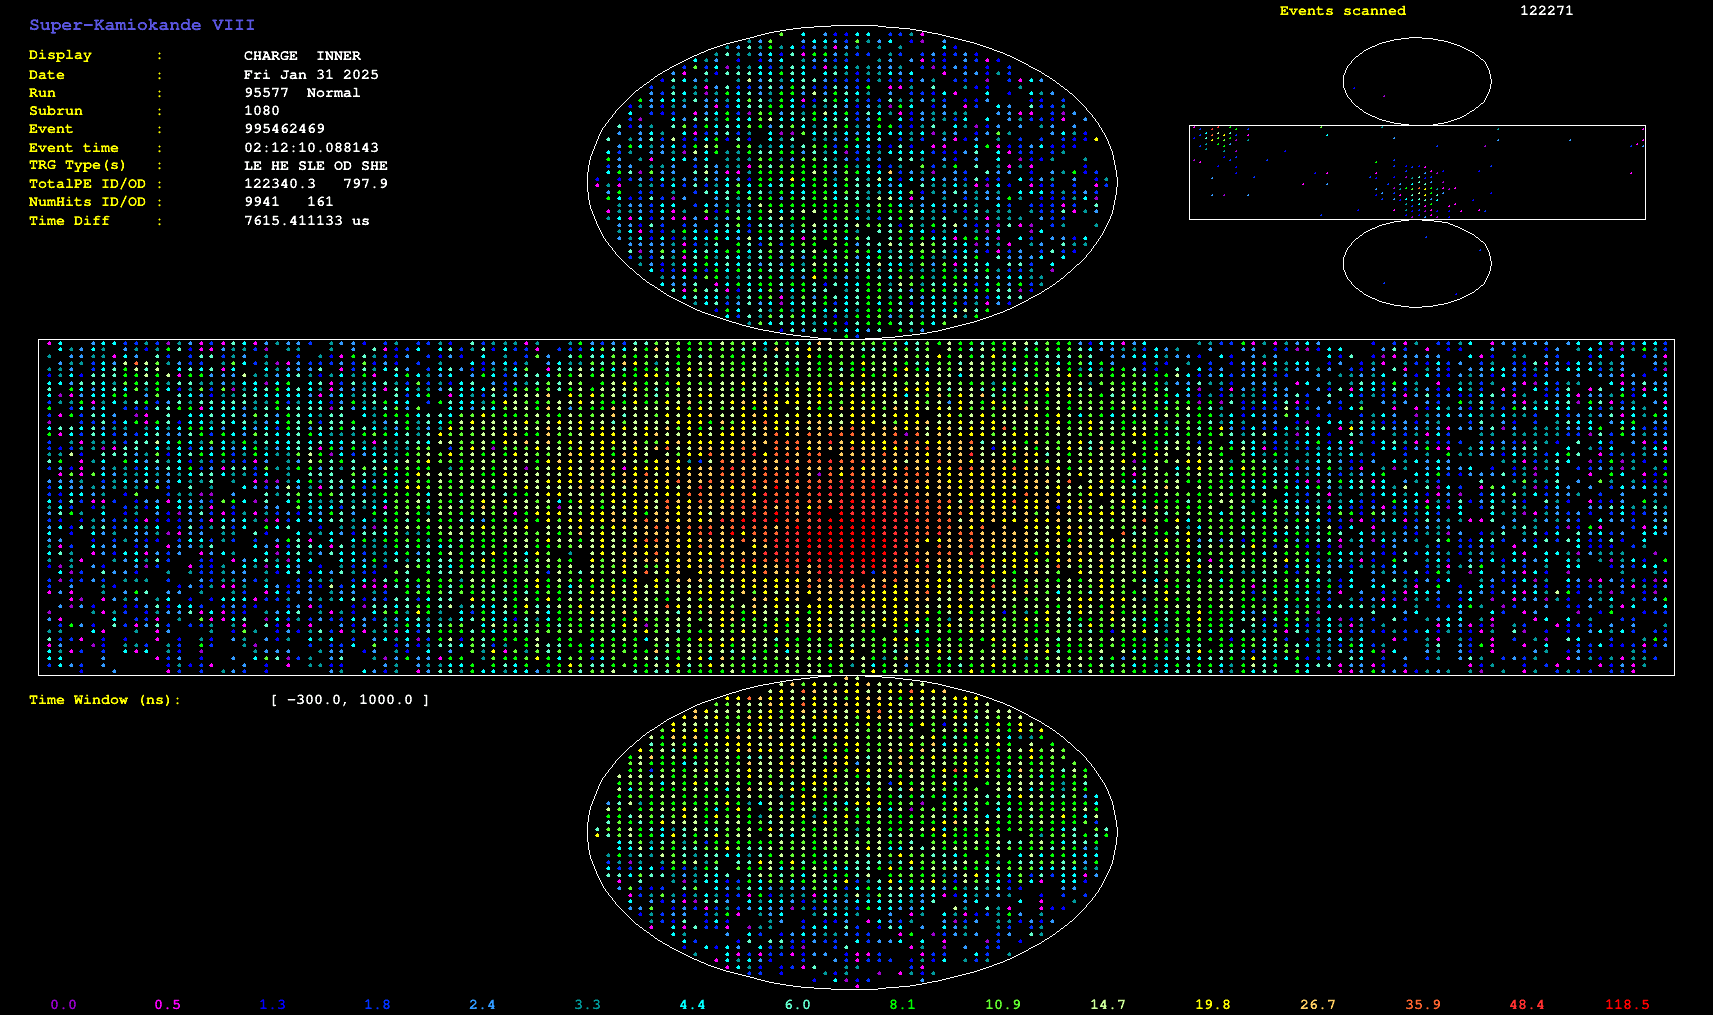 Super-Kamiokande VIII
Events scanned 122271
Display : CHARGE INNER
Date : Fri Jan 31 2025
Run : 95577 Normal
Subrun : 1080
Event : 995462469
Event time : 02:12:10.088143
TRG Type(s) : LE HE SLE OD SHE
TotalPE ID/OD : 122340.3 797.9
NumHits ID/OD : 9941 161
Time Diff : 7615.411133 us
Time Window (ns): [ -300.0, 1000.0 ]
0.0 0.5 1.3 1.8 2.4 3.3 4.4 6.0 8.1 10.9 14.7 19.8 26.7 35.9 48.4 118.5